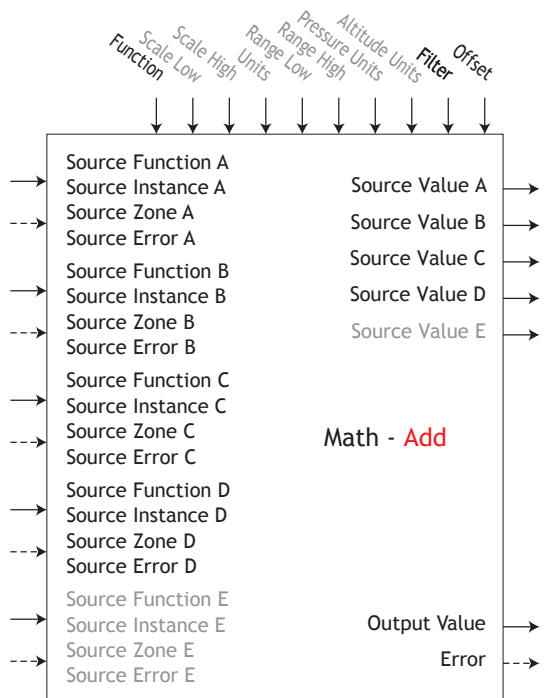 Function
Scale Low
Scale High
Units
Range Low
Range High
Pressure Units
Altitude Units
Filter
Offset
Source Function A
Source Instance A
Source Zone A
Source Error A
Source Function B
Source Instance B
Source Zone B
Source Error B
Source Function C
Source Instance C
Source Zone C
Source Error C
Source Function D
Source Instance D
Source Zone D
Source Error D
Source Function E
Source Instance E
Source Zone E
Source Error E
Source Value A
Source Value B
Source Value C
Source Value D
Source Value E
Math - Add
Output Value
Error